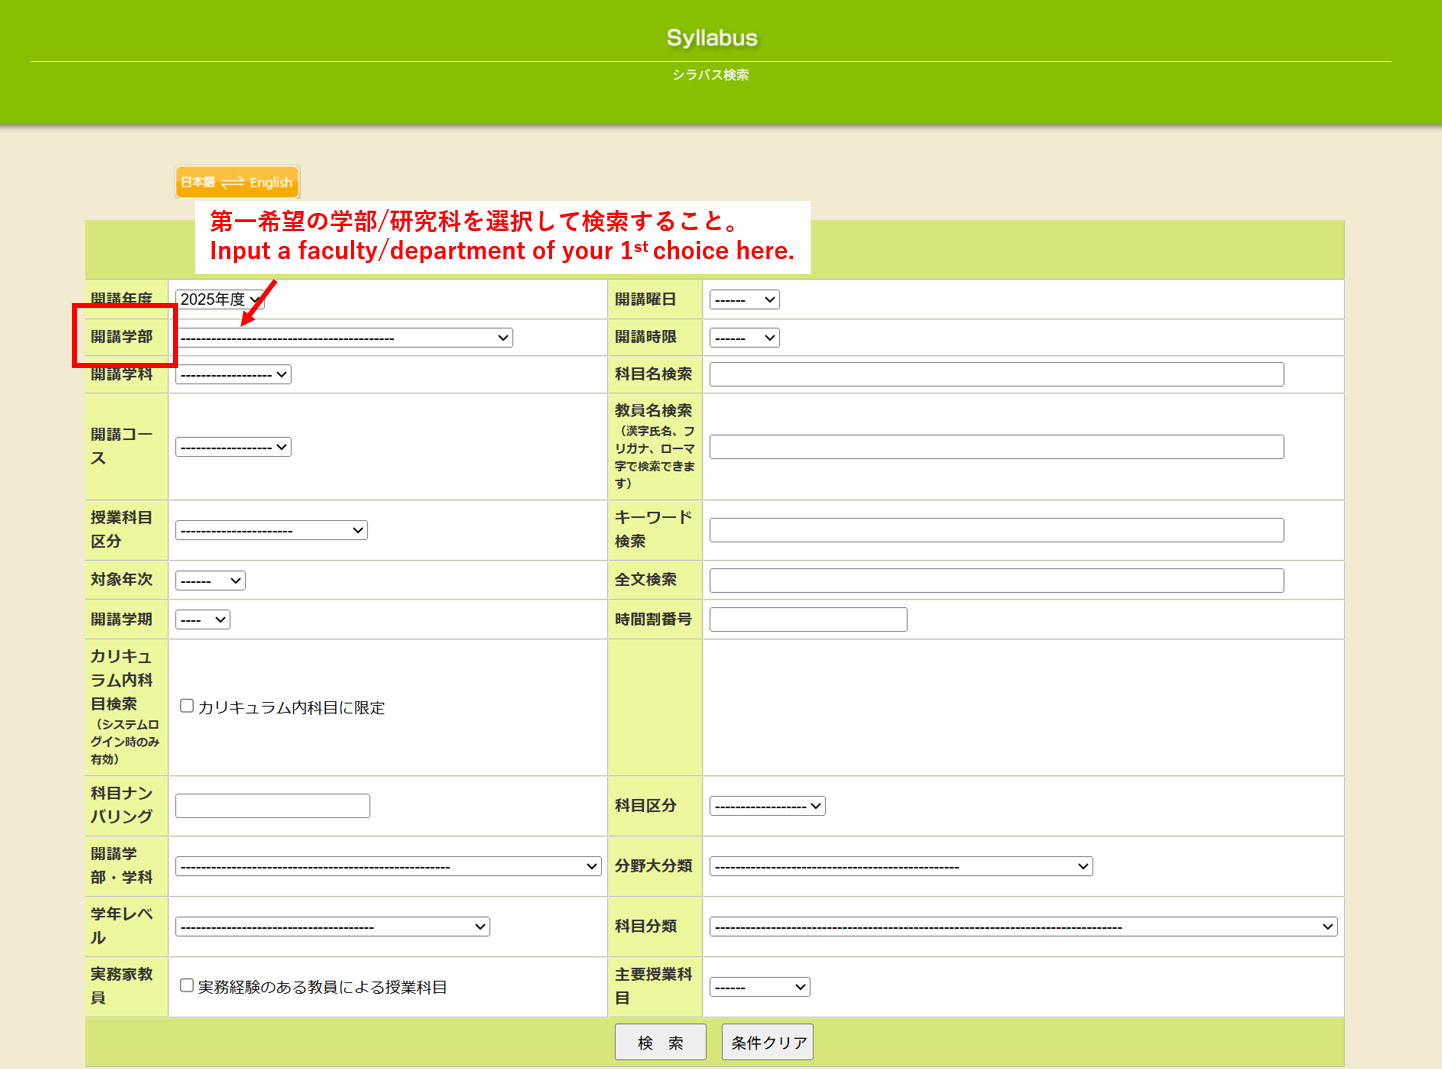 Syllabus
シラバス検索
日本語 ⇌ English
第一希望の学部/研究科を選択して検索すること。
Input a faculty/department of your 1st choice here.
開講年度
2025年度
開講曜日
------
開講学部
------------------------------------------
開講時限
------
開講学科
------------------
科目名検索
開講コー
ス
------------------
教員名検索
（漢字氏名、フ
リガナ、ローマ
字で検索できま
す）
授業科目
区分
----------------------
キーワード
検索
対象年次
------
全文検索
開講学期
----
時間割番号
カリキュ
ラム内科
目検索
（システムロ
グイン時のみ
有効）
カリキュラム内科目に限定
科目ナン
バリング
科目区分
------------------
開講学
部・学科
-----------------------------------------------------
分野大分類
------------------------------------------------
学年レベ
ル
--------------------------------------
科目分類
--------------------------------------------------------------------------------
実務家教
員
実務経験のある教員による授業科目
主要授業科
目
------
検　索
条件クリア